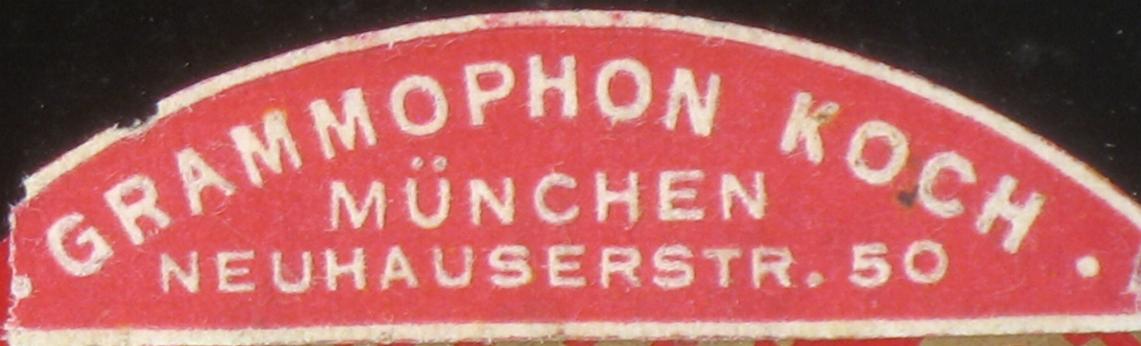 GRAMMOPHON KOCH
MÜNCHEN
NEUHAUSERSTR. 50